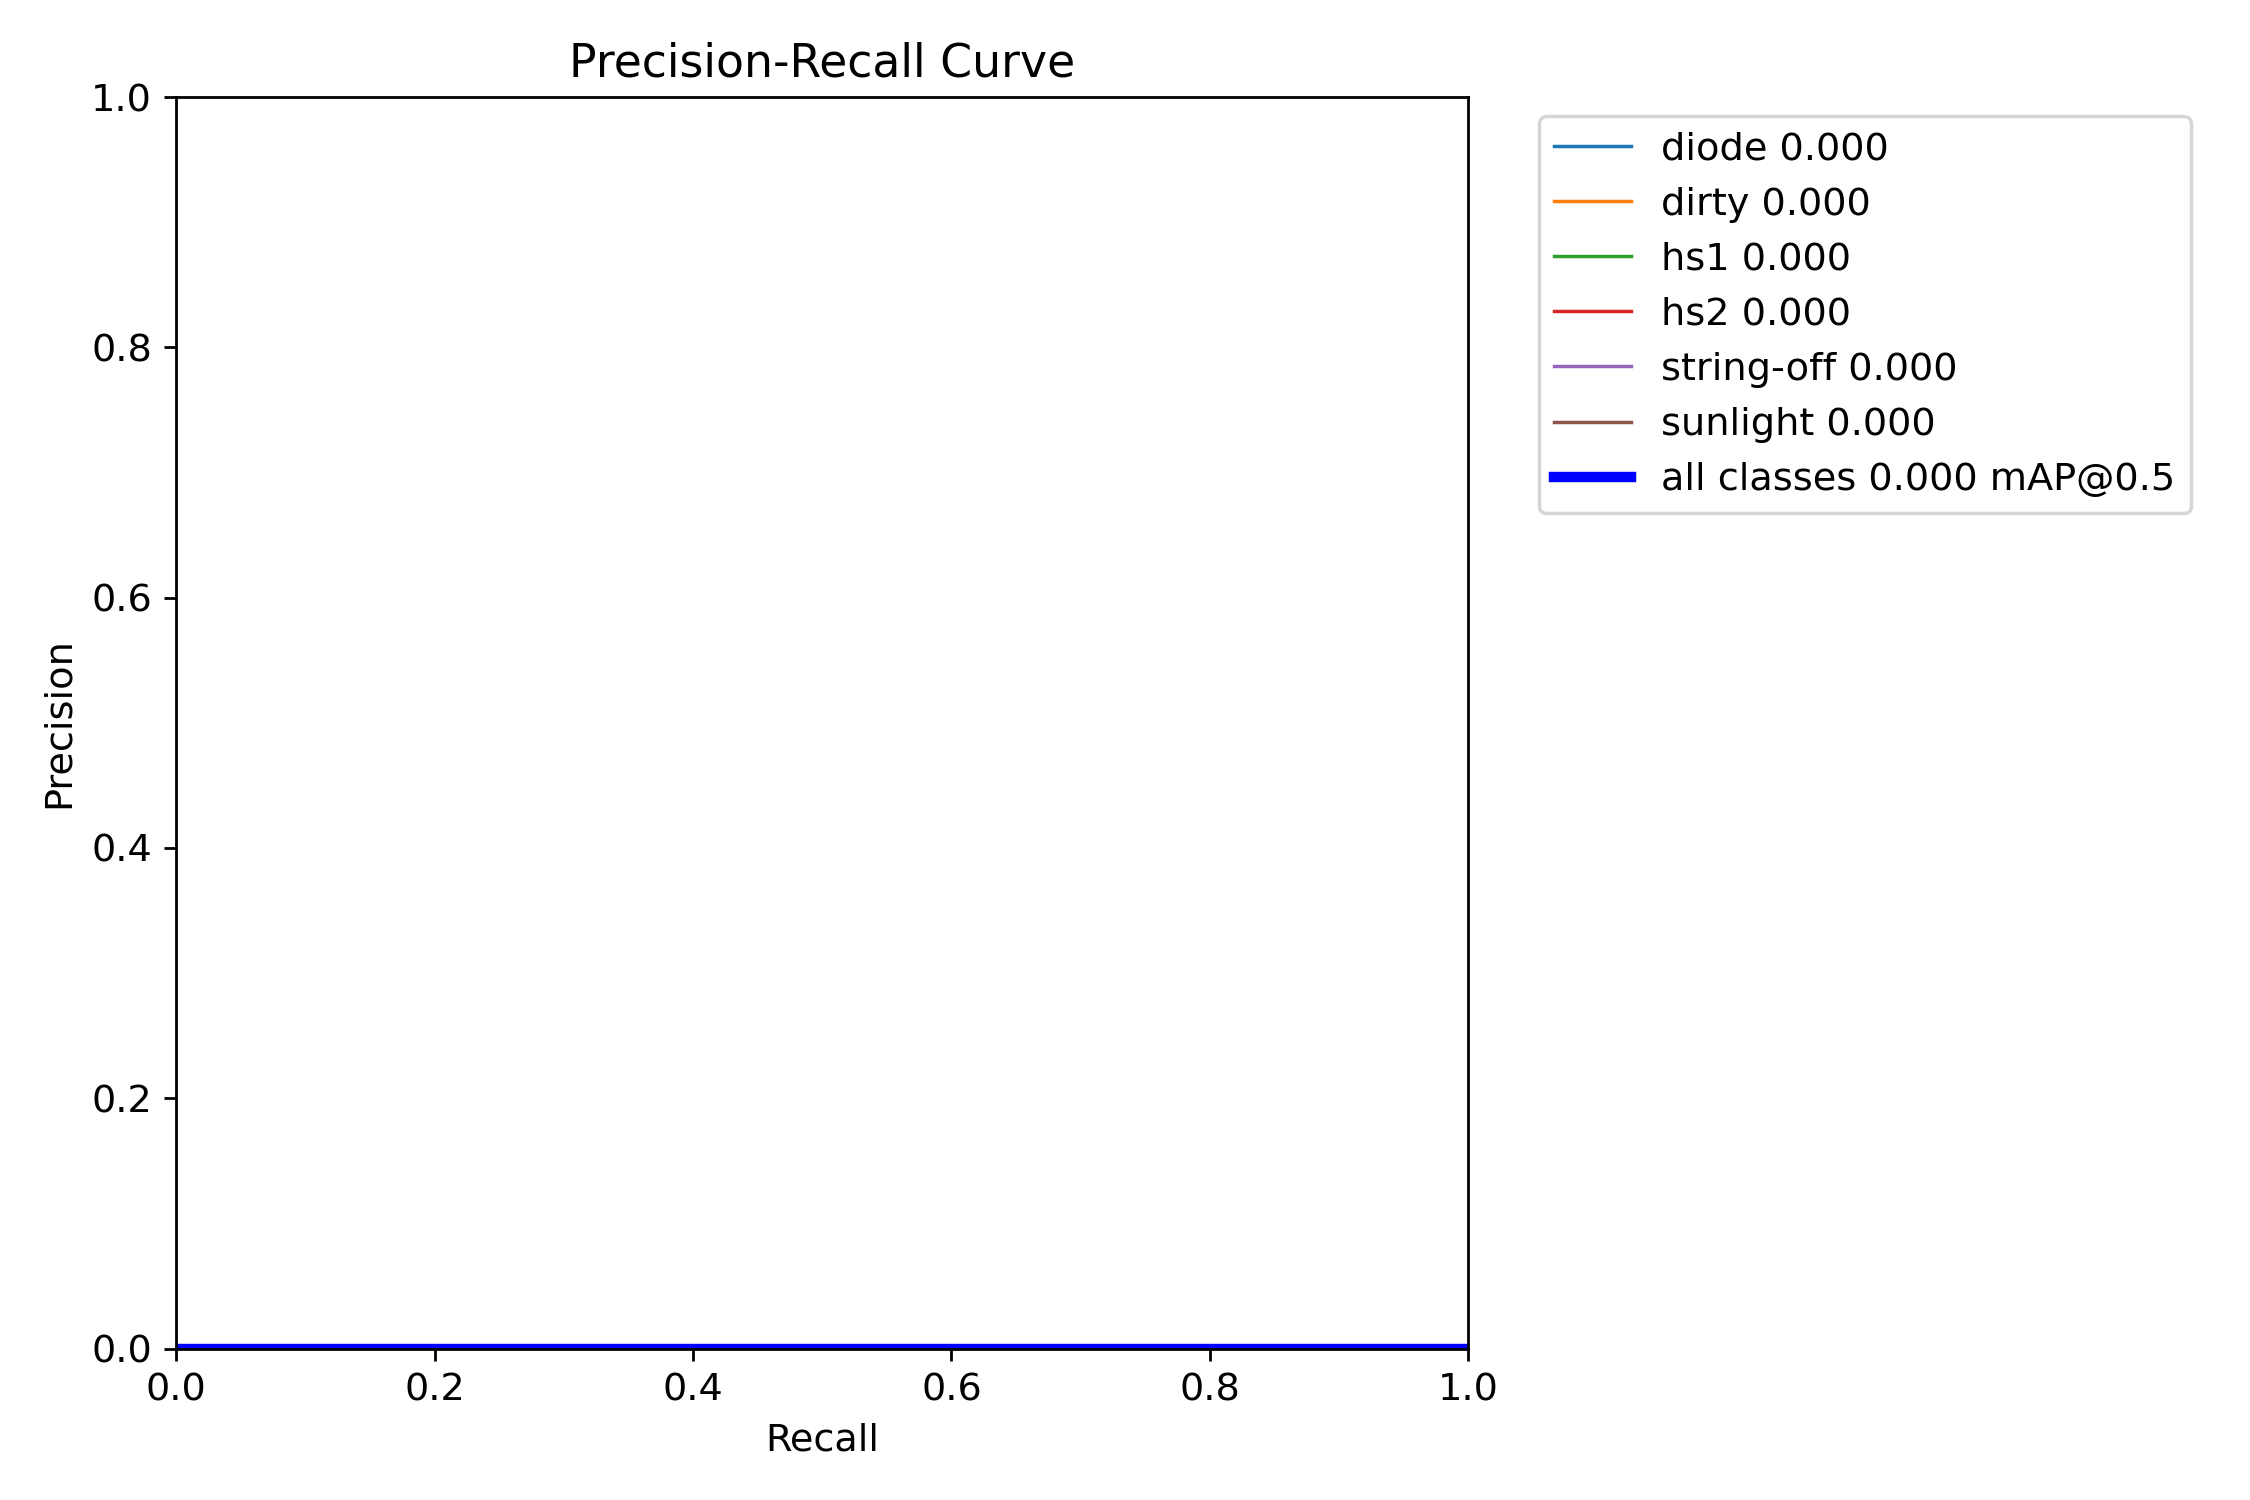 Precision-Recall Curve
1.0
0.8
0.6
0.4
0.2
0.0
Precision
0.0 0.2 0.4 0.6 0.8 1.0
Recall
diode 0.000
dirty 0.000
hs1 0.000
hs2 0.000
string-off 0.000
sunlight 0.000
all classes 0.000 mAP@0.5